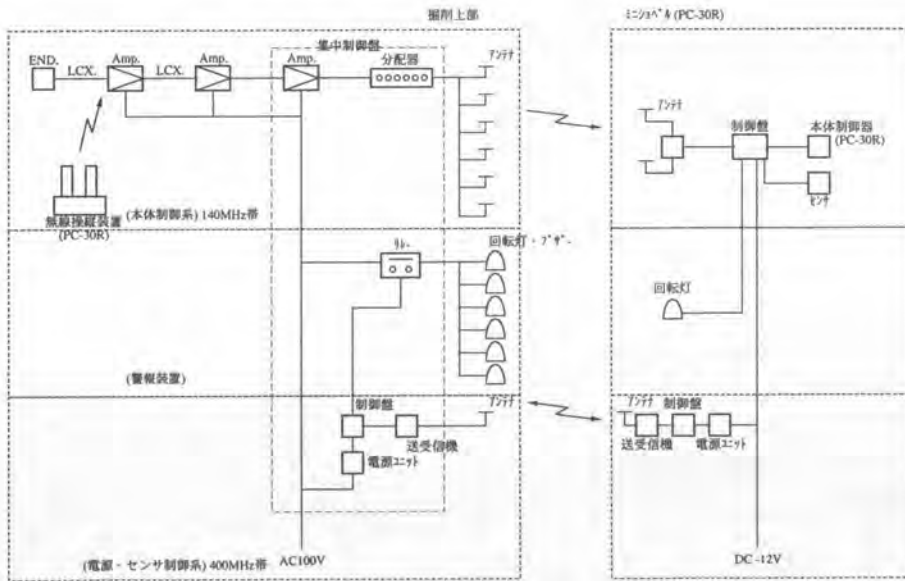 掘削上部
ﾐﾆｼｮﾍﾞﾙ (PC-30R)
集中制御盤
END.
LCX.
Amp.
LCX.
Amp.
Amp.
分配器
ｱﾝﾃﾅ
無線操縦装置
(PC-30R)
(本体制御系) 140MHz帯
ｱﾝﾃﾅ
制御盤
本体制御器
(PC-30R)
ｾﾝｻ
ﾘﾚｰ
回転灯・ﾌﾞｻﾞｰ
回転灯
(警報装置)
制御盤
ｱﾝﾃﾅ
送受信機
電源ﾕﾆｯﾄ
ｱﾝﾃﾅ
制御盤
送受信機
電源ﾕﾆｯﾄ
(電源・センサ制御系) 400MHz帯
AC100V
DC-12V